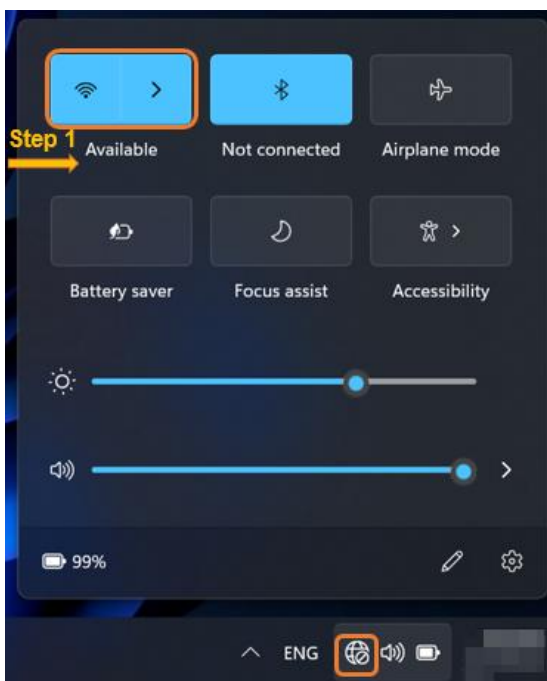 Step 1
Available
Not connected
Airplane mode
Battery saver
Focus assist
Accessibility
99%
ENG